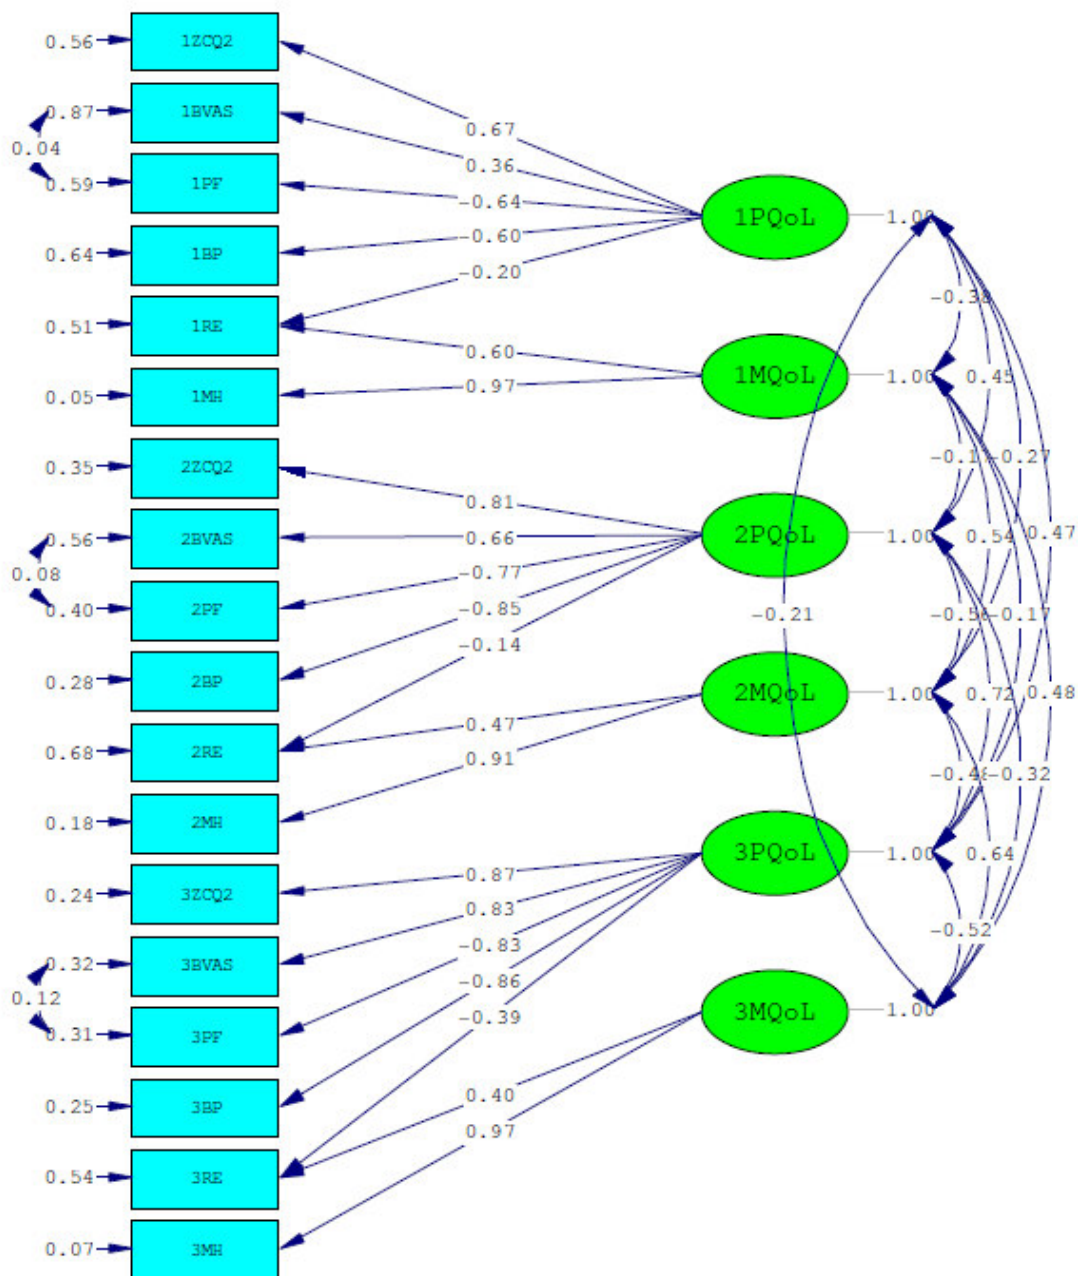 0.56 1ZCQ2
0.87 1BVAS
0.04
0.59 1PF
0.64 1BP
0.51 1RE
0.05 1MH
0.35 2ZCQ2
0.56 2BVAS
0.08
0.40 2PF
0.28 2BP
0.68 2RE
0.18 2MH
0.24 3ZCQ2
0.32 3BVAS
0.12
0.31 3PF
0.25 3BP
0.54 3RE
0.07 3MH
0.67
0.36
-0.64
-0.60
-0.20
0.60
0.97
0.81
0.66
-0.77
-0.85
-0.14
0.47
0.91
0.87
0.83
-0.83
-0.86
-0.39
0.40
0.97
1PQoL 1.00
1MQoL 1.00
2PQoL 1.00
2MQoL 1.00
3PQoL 1.00
3MQoL 1.00
-0.21
0.45
-0.27
0.47
0.54
-0.17
0.72
0.48
-0.32
0.64
-0.52